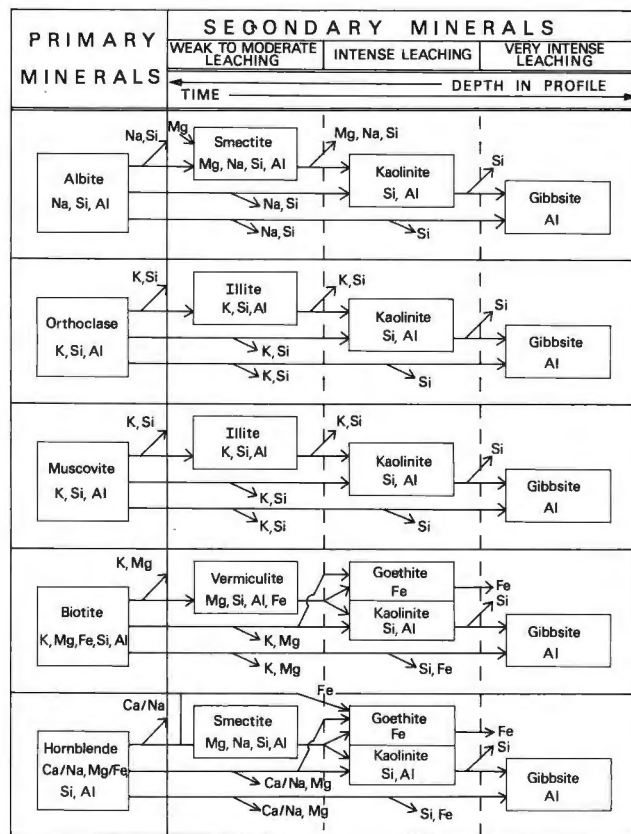 PRIMARY MINERALS
SECONDARY MINERALS
WEAK TO MODERATE LEACHING
INTENSE LEACHING
VERY INTENSE LEACHING
DEPTH IN PROFILE
TIME
Albite
Na, Si, Al
Na,Si
Mg
Smectite
Mg, Na, Si, Al
Mg, Na, Si
Kaolinite
Si, Al
Si
Gibbsite
Al
Na,Si
Na,Si
Si
Orthoclase
K, Si, Al
K,Si
Illite
K, Si, Al
K,Si
Kaolinite
Si, Al
Si
Gibbsite
Al
K,Si
K,Si
Si
Muscovite
K, Si, Al
K,Si
Illite
K, Si, Al
K,Si
Kaolinite
Si, Al
Si
Gibbsite
Al
K,Si
K,Si
Si
Biotite
K, Mg, Fe, Si, Al
K, Mg
Vermiculite
Mg, Si, Al, Fe
Goethite
Fe
Fe
Kaolinite
Si, Al
Si
Gibbsite
Al
K, Mg
K, Mg
Si, Fe
Hornblende
Ca/Na, Mg/Fe
Si, Al
Ca/Na
Smectite
Mg, Na, Si, Al
Fe
Goethite
Fe
Fe
Kaolinite
Si, Al
Si
Gibbsite
Al
Ca/Na, Mg
Ca/Na, Mg
Si, Fe